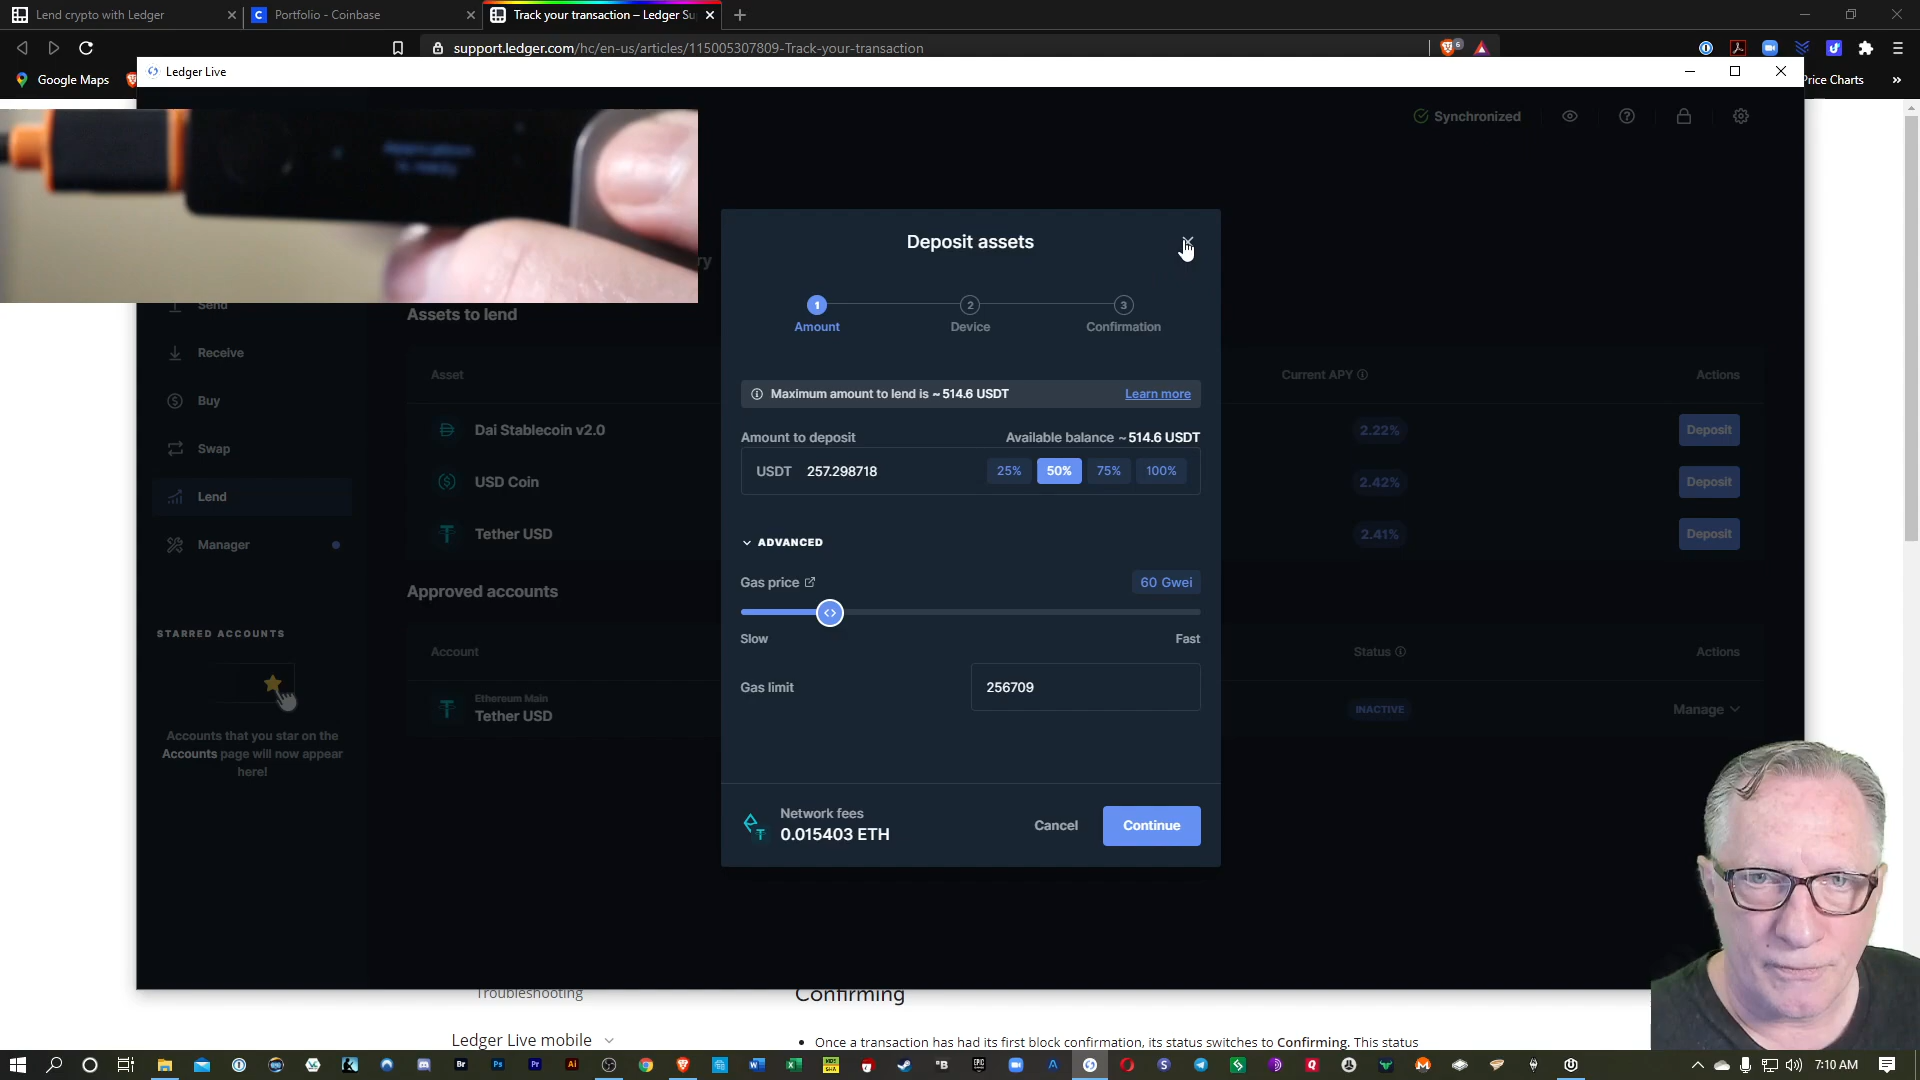 Lend crypto with Ledger
Portfolio - Coinbase
Track your transaction – Ledger Su
support.ledger.com/hc/en-us/articles/115005307809-Track-your-transaction
6
Google Maps
Price Charts
Ledger Live
Synchronized
Application
is ready
Deposit assets
1
2
3
Amount
Device
Confirmation
Send
Receive
Buy
Swap
Lend
Manager
STARRED ACCOUNTS
Accounts that you star on the
Accounts page will now appear
here!
Assets to lend
Asset
Current APY
Actions
Dai Stablecoin v2.0
2.22%
Deposit
USD Coin
2.42%
Deposit
Tether USD
2.41%
Deposit
Approved accounts
Account
Status
Actions
Ethereum Main
Tether USD
INACTIVE
Manage
Maximum amount to lend is ~ 514.6 USDT
Learn more
Amount to deposit
Available balance ~ 514.6 USDT
USDT 257.298718
25%
50%
75%
100%
ADVANCED
Gas price
60 Gwei
Slow
Fast
Gas limit
256709
Network fees
0.015403 ETH
Cancel
Continue
Troubleshooting
Ledger Live mobile
Confirming
• Once a transaction has had its first block confirmation, its status switches to Confirming. This status
7:10 AM